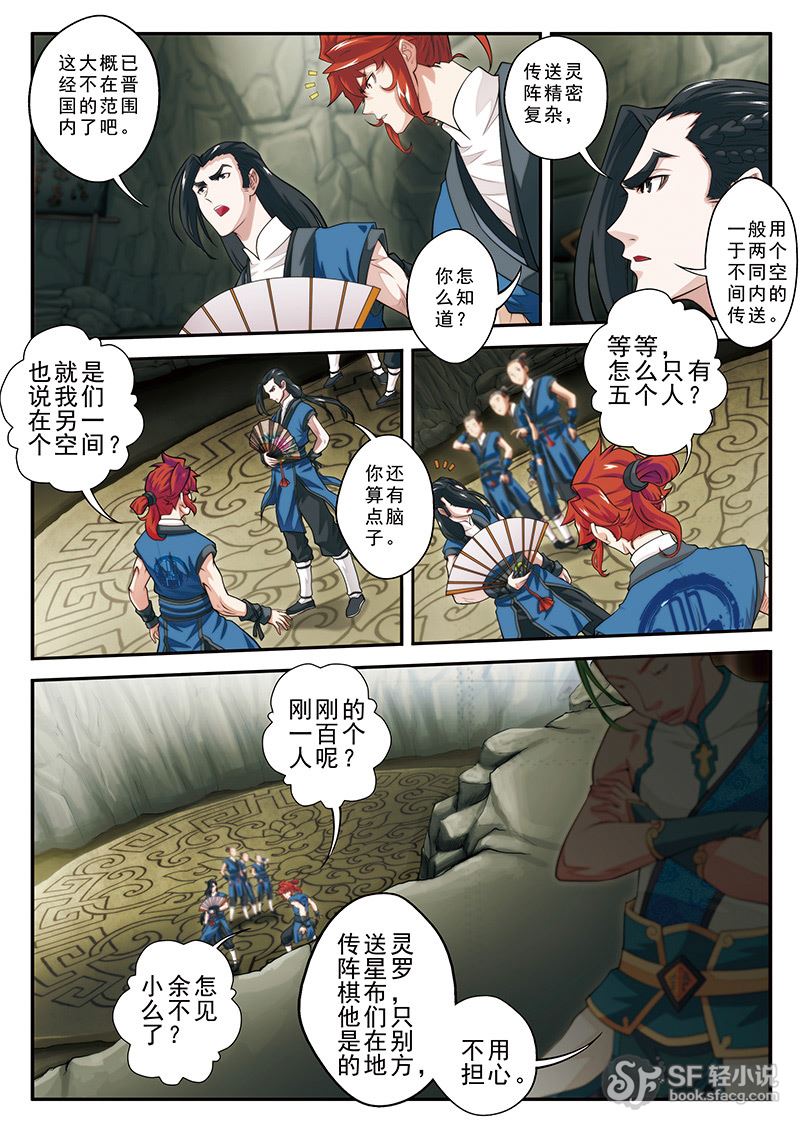 这大概已
经不在晋
国的范围
内了吧。
传送灵
阵精密
复杂，
一般用
于两个
不同空
间内的
传送。
你怎
么知
道？
也就是
说我们
在另一
个空间？
你还
算有
点脑
子。
等等，
怎么只有
五个人？
刚刚的
一百个
人呢？
小余怎
么不见
了？
传送灵
阵星罗
棋布，
他们只
是在别
的地方，
不用
担心。
SF 轻小说
book.sfacg.com